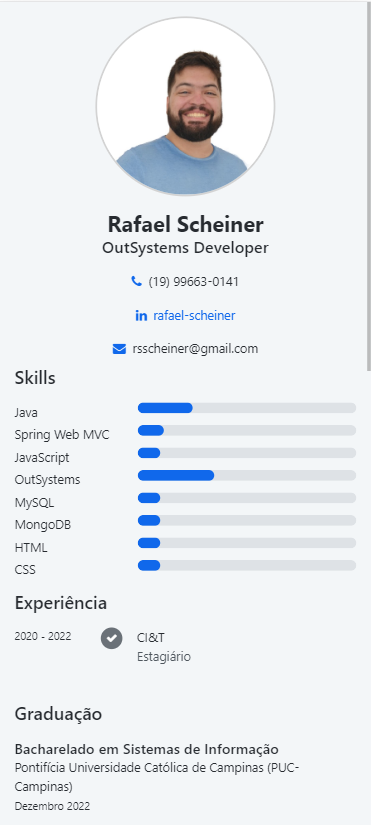 Rafael Scheiner
OutSystems Developer
(19) 99663-0141
in rafael-scheiner
rsscheiner@gmail.com
Skills
Java
Spring Web MVC
JavaScript
OutSystems
MySQL
MongoDB
HTML
CSS
Experiência
2020 - 2022 CI&T
Estagiário
Graduação
Bacharelado em Sistemas de Informação
Pontifícia Universidade Católica de Campinas (PUC-
Campinas)
Dezembro 2022